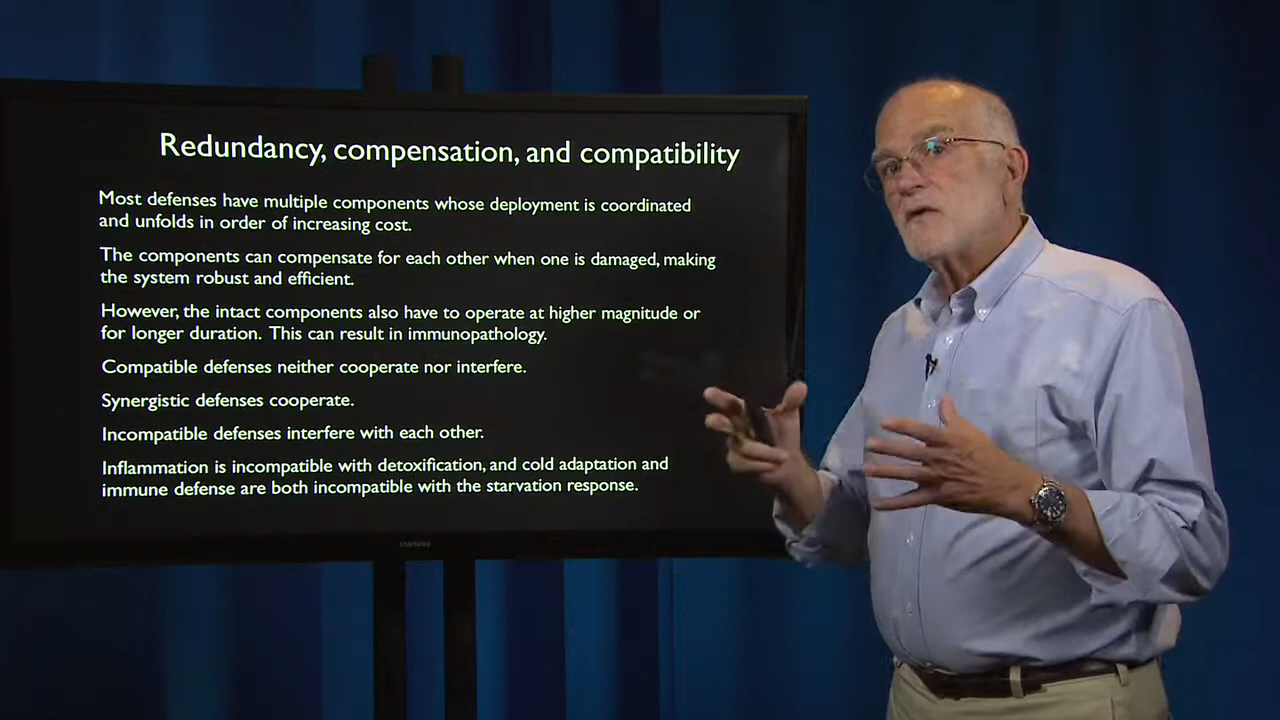 Redundancy, compensation, and compatibility
Most defenses have multiple components whose deployment is coordinated
and unfolds in order of increasing cost.
The components can compensate for each other when one is damaged, making
the system robust and efficient.
However, the intact components also have to operate at higher magnitude or
for longer duration. This can result in immunopathology.
Compatible defenses neither cooperate nor interfere.
Synergistic defenses cooperate.
Incompatible defenses interfere with each other.
Inflammation is incompatible with detoxification, and cold adaptation and
immune defense are both incompatible with the starvation response.
SAMSUNG